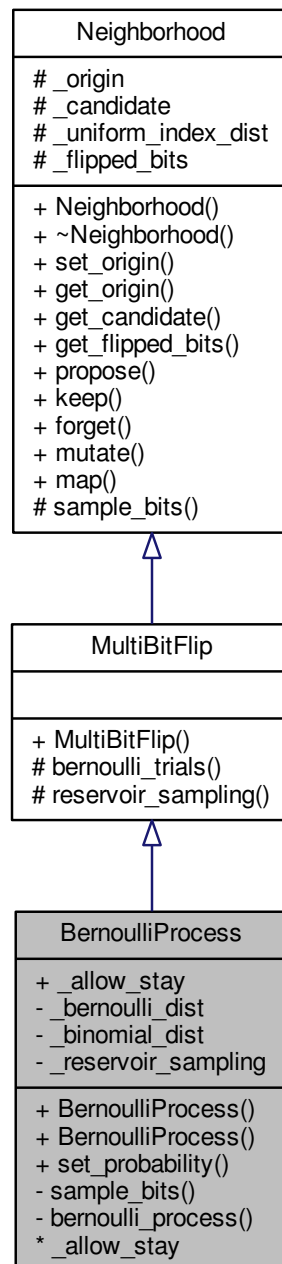 Neighborhood
# _origin
# _candidate
# _uniform_index_dist
# _flipped_bits
+ Neighborhood()
+ ~Neighborhood()
+ set_origin()
+ get_origin()
+ get_candidate()
+ get_flipped_bits()
+ propose()
+ keep()
+ forget()
+ mutate()
+ map()
# sample_bits()
MultiBitFlip
+ MultiBitFlip()
# bernoulli_trials()
# reservoir_sampling()
BernoulliProcess
+ _allow_stay
- _bernoulli_dist
- _binomial_dist
- _reservoir_sampling
+ BernoulliProcess()
+ BernoulliProcess()
+ set_probability()
- sample_bits()
- bernoulli_process()
* _allow_stay